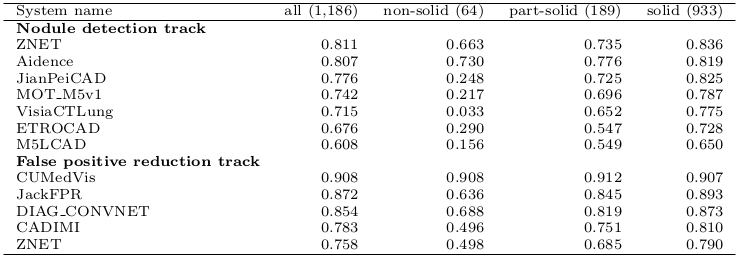 System name all (1,186) non-solid (64) part-solid (189) solid (933)
Nodule detection track
ZNET 0.811 0.663 0.735 0.836
Aidence 0.807 0.730 0.776 0.819
JianPeiCAD 0.776 0.248 0.725 0.825
MOT_M5v1 0.742 0.217 0.696 0.787
VisiaCTLung 0.715 0.033 0.652 0.775
ETROCAD 0.676 0.290 0.547 0.728
M5LCAD 0.608 0.156 0.549 0.650
False positive reduction track
CUMedVis 0.908 0.908 0.912 0.907
JackFPR 0.872 0.636 0.845 0.893
DIAG_CONVNET 0.854 0.688 0.819 0.873
CADIMI 0.783 0.496 0.751 0.810
ZNET 0.758 0.498 0.685 0.790